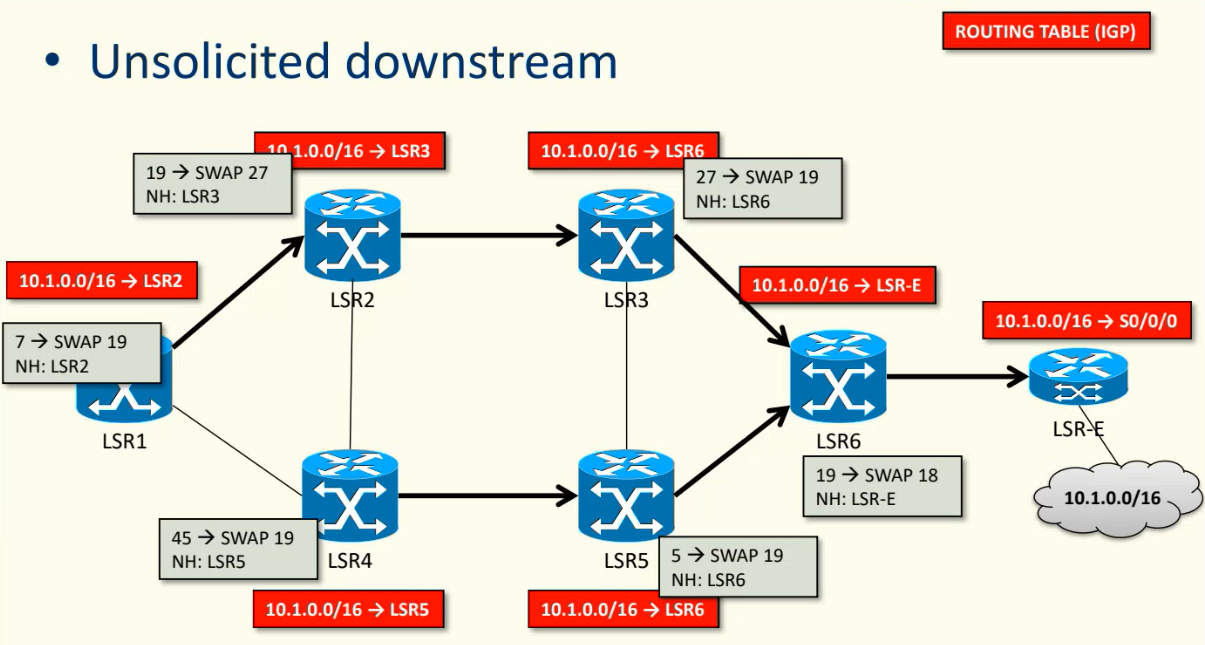 ROUTING TABLE (IGP)
• Unsolicited downstream
10.1.0.0/16 → LSR3
10.1.0.0/16 → LSR6
19 → SWAP 27
NH: LSR3
27 → SWAP 19
NH: LSR6
10.1.0.0/16 → LSR2
LSR2
LSR3
10.1.0.0/16 → LSR-E
10.1.0.0/16 → S0/0/0
7 → SWAP 19
NH: LSR2
LSR1
LSR6
LSR-E
19 → SWAP 18
NH: LSR-E
10.1.0.0/16
45 → SWAP 19
NH: LSR5
LSR4
LSR5
5 → SWAP 19
NH: LSR6
10.1.0.0/16 → LSR5
10.1.0.0/16 → LSR6